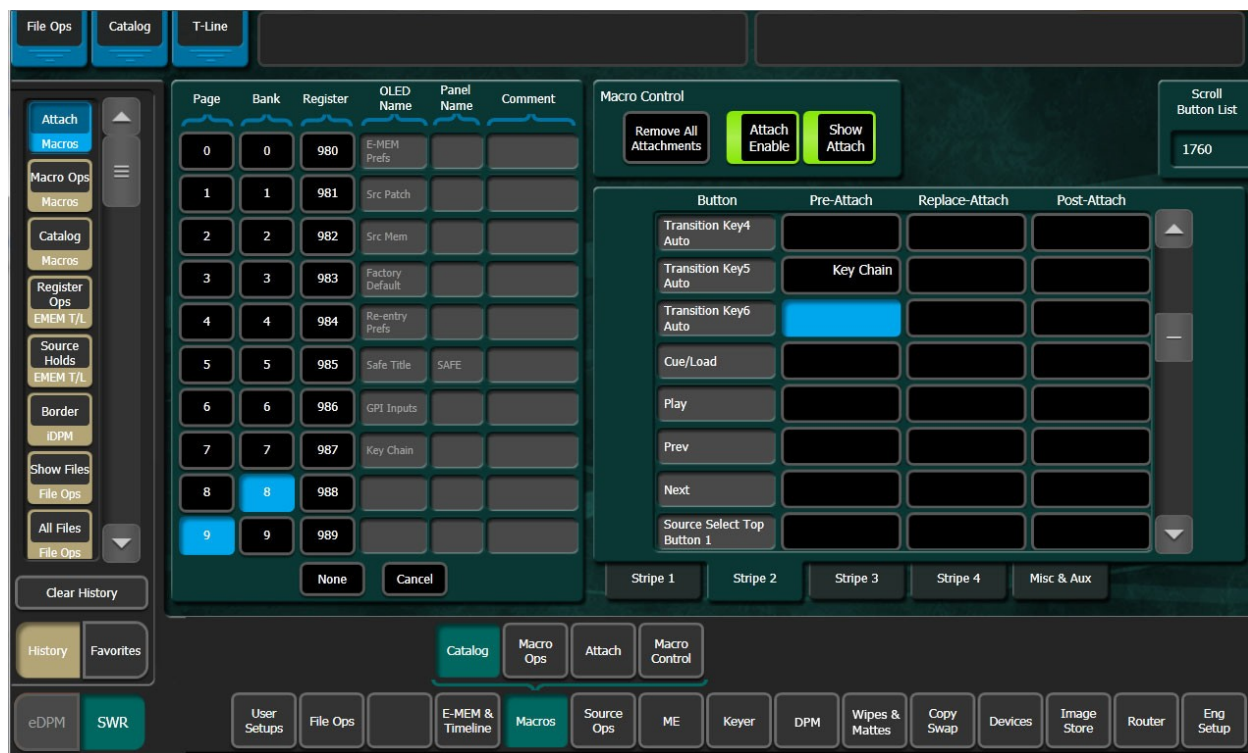 File Ops
Catalog
T-Line
Attach
Macros
Macro Ops
Macros
Catalog
Macros
Register
Ops
EMEM T/L
Source
Holds
EMEM T/L
Border
iDPM
Show Files
File Ops
All Files
File Ops
Clear History
History
Favorites
eDPM
SWR
Page Bank Register OLED Name Panel Name Comment
0 0 980 E-MEM Prefs
1 1 981 Src Patch
2 2 982 Src Mem
3 3 983 Factory Default
4 4 984 Re-entry Prefs
5 5 985 Safe Title SAFE
6 6 986 GPI Inputs
7 7 987 Key Chain
8 8 988
9 9 989
None Cancel
Macro Control
Remove All
Attachments
Attach
Enable
Show
Attach
Scroll
Button List
1760
Button Pre-Attach Replace-Attach Post-Attach
Transition Key4
Auto
Transition Key5
Auto
Key Chain
Transition Key6
Auto
Cue/Load
Play
Prev
Next
Source Select Top
Button 1
Stripe 1 Stripe 2 Stripe 3 Stripe 4 Misc & Aux
Catalog
Macro
Ops
Attach
Macro
Control
User
Setups
File Ops
E-MEM &
Timeline
Macros
Source
Ops
ME
Keyer
DPM
Wipes &
Mattes
Copy
Swap
Devices
Image
Store
Router
Eng
Setup